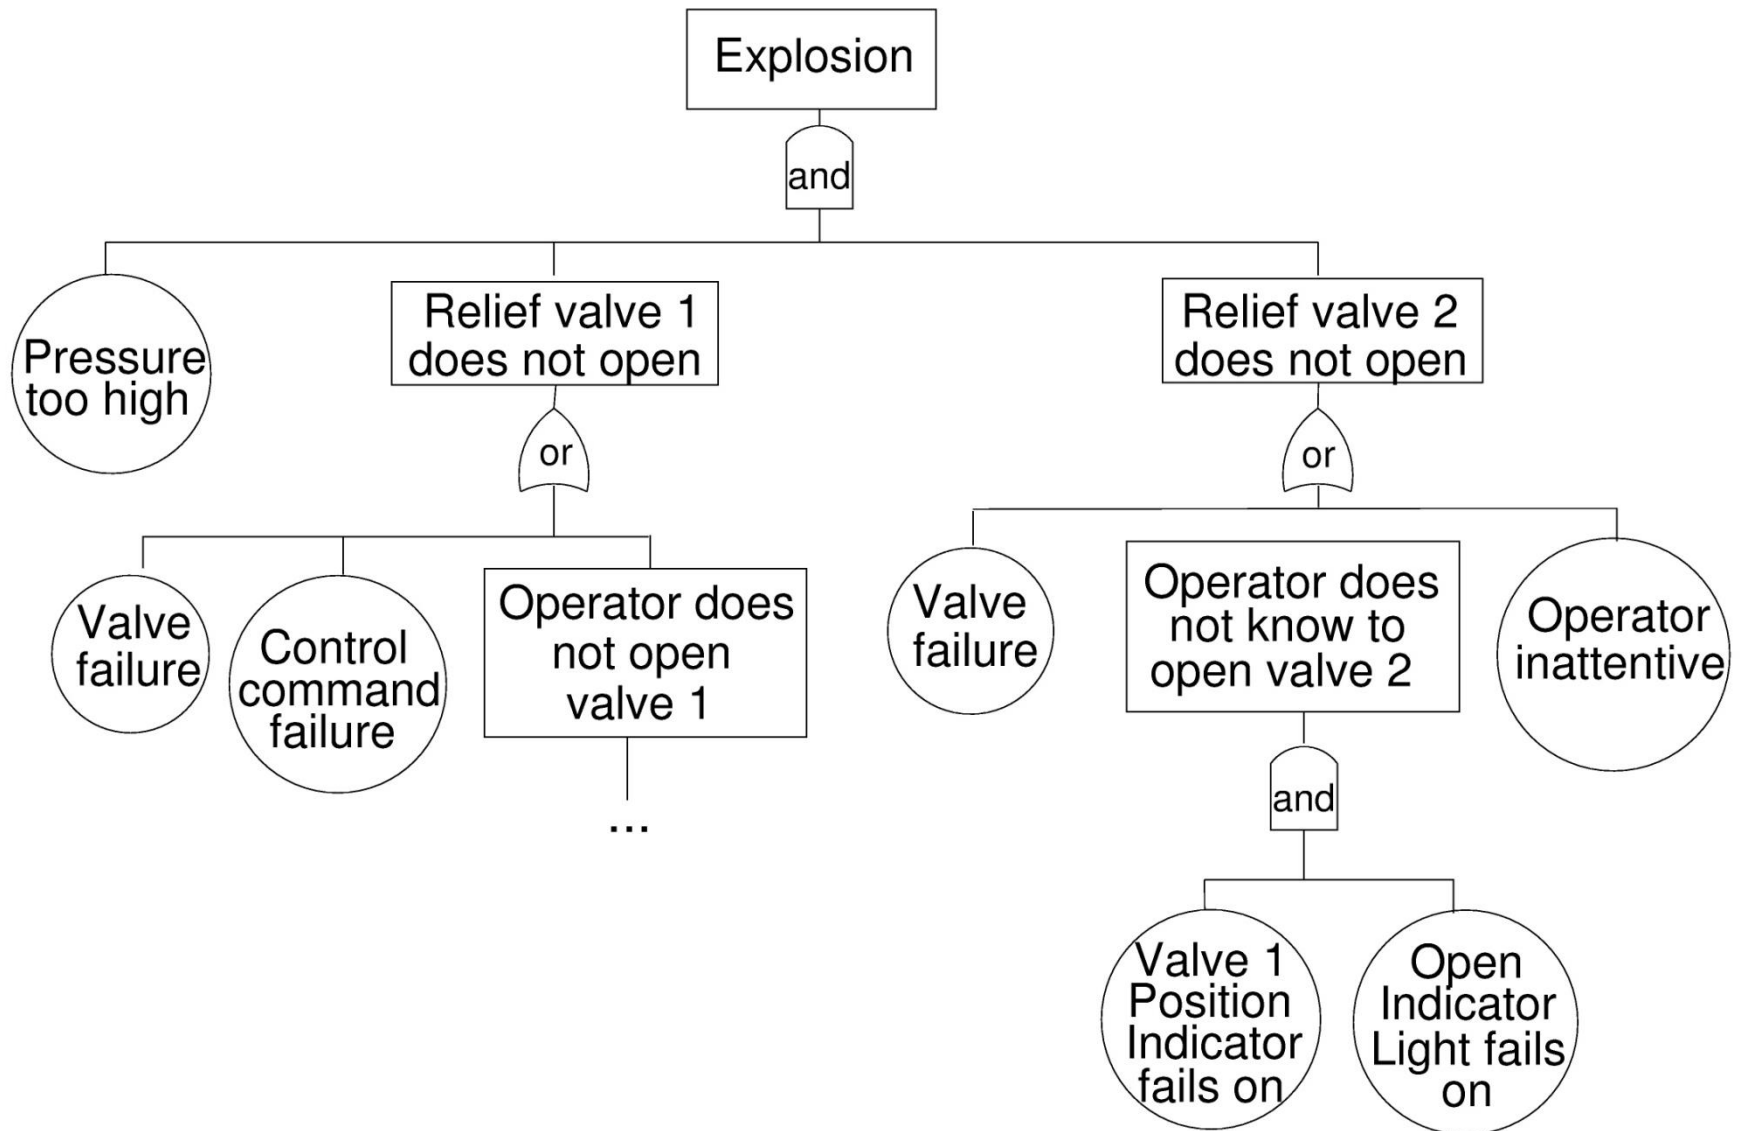 Explosion
and
Pressure
too high
Relief valve 1
does not open
Relief valve 2
does not open
or
or
Valve
failure
Control
command
failure
Operator does
not open
valve 1
...
Valve
failure
Operator does
not know to
open valve 2
Operator
inattentive
and
Valve 1
Position
Indicator
fails on
Open
Indicator
Light fails
on